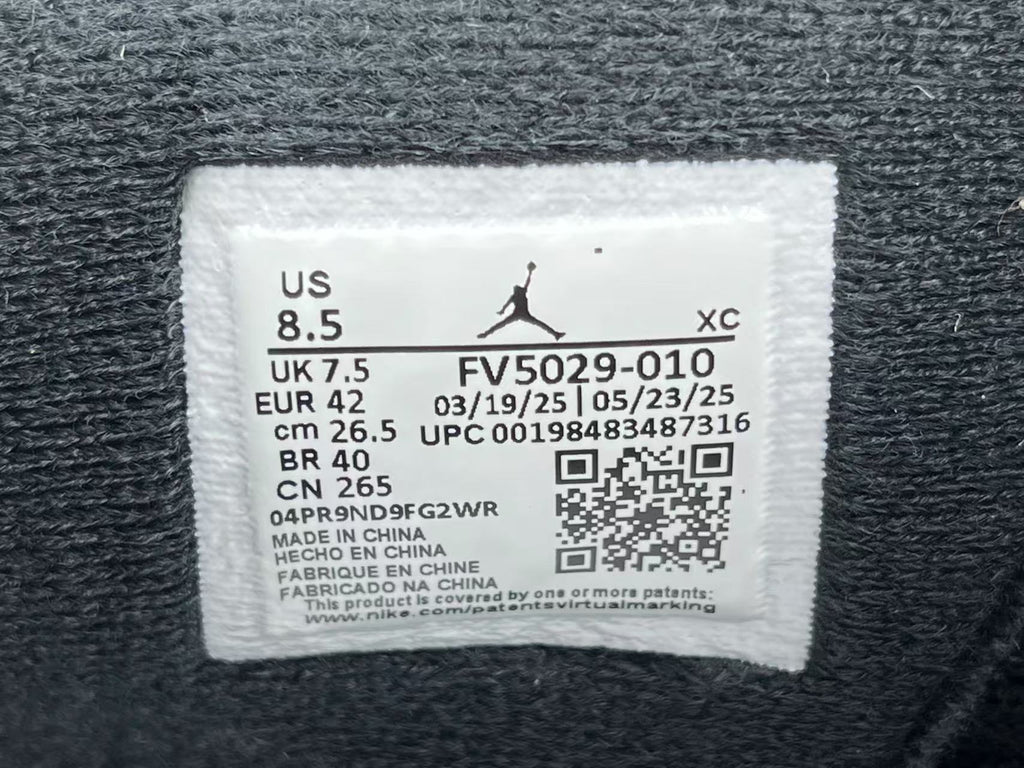 US
8.5
XC
UK 7.5
FV5029-010
EUR 42
03/19/25 | 05/23/25
cm 26.5
UPC 00198483487316
BR 40
CN 265
04PR9ND9FG2WR
MADE IN CHINA
HECHO EN CHINA
FABRIQUE EN CHINE
FABRICADO NA CHINA
This product is covered by one or more patents:
www.nike.com/patentsvirtualmarking